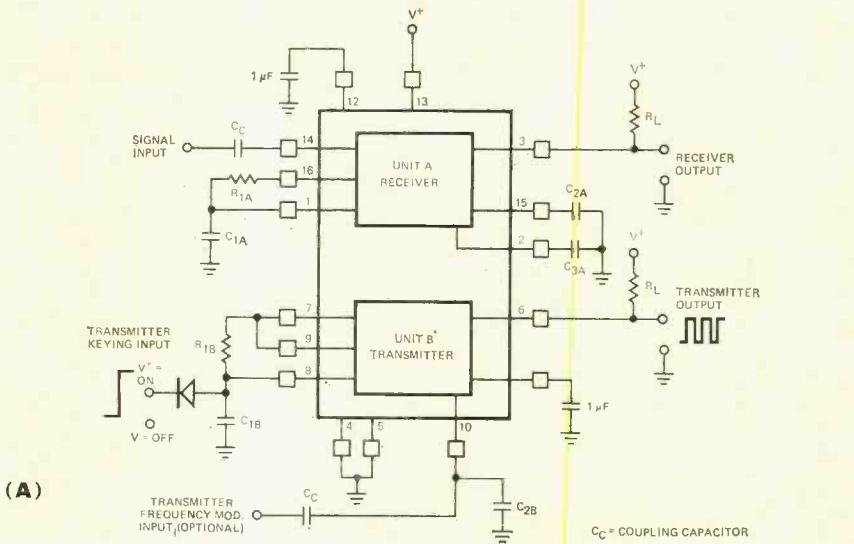 V+
1 µF
12
13
V+
RL
SIGNAL
INPUT
CC
14
16
R1A
1
C1A
UNIT A
RECEIVER
3
RECEIVER
OUTPUT
15
C2A
2
C3A
V+
RL
TRANSMITTER
OUTPUT
TRANSMITTER
KEYING INPUT
V+ =
ON
V = OFF
R1B
7
9
8
C1B
UNIT B*
TRANSMITTER
6
1 µF
4
5
10
(A)
TRANSMITTER
FREQUENCY MOD.
INPUT (OPTIONAL)
CC
C2B
CC = COUPLING CAPACITOR